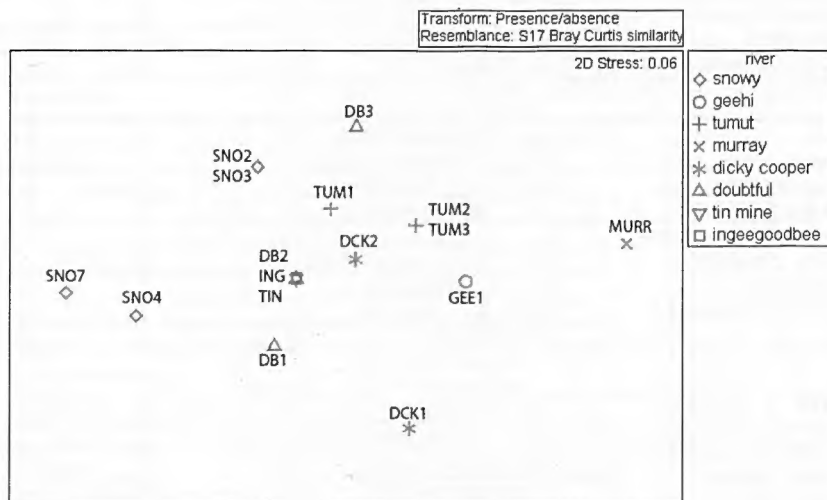 Transform: Presence/absence
Resemblance: S17 Bray Curtis similarity
2D Stress: 0.06
river
snowy
geehi
tumut
murray
dicky cooper
doubtful
tin mine
ingeegoodbee
DB3
SNO2
SNO3
TUM1
TUM2
TUM3
MURR
DCK2
DB2
ING
TIN
GEE1
SNO7
SNO4
DB1
DCK1